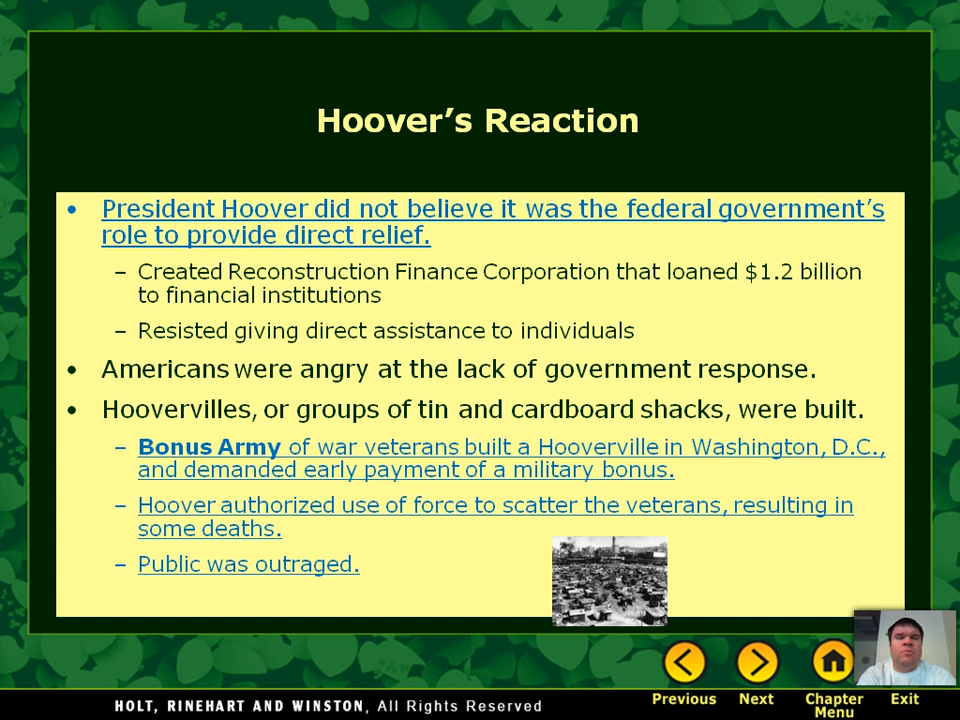 Hoover's Reaction
• President Hoover did not believe it was the federal government's
role to provide direct relief.
– Created Reconstruction Finance Corporation that loaned $1.2 billion
to financial institutions
– Resisted giving direct assistance to individuals
• Americans were angry at the lack of government response.
• Hoovervilles, or groups of tin and cardboard shacks, were built.
– Bonus Army of war veterans built a Hooverville in Washington, D.C.,
and demanded early payment of a military bonus.
– Hoover authorized use of force to scatter the veterans, resulting in
some deaths.
– Public was outraged.
HOLT, RINEHART AND WINSTON, All Rights Reserved
Previous
Next
Chapter
Menu
Exit